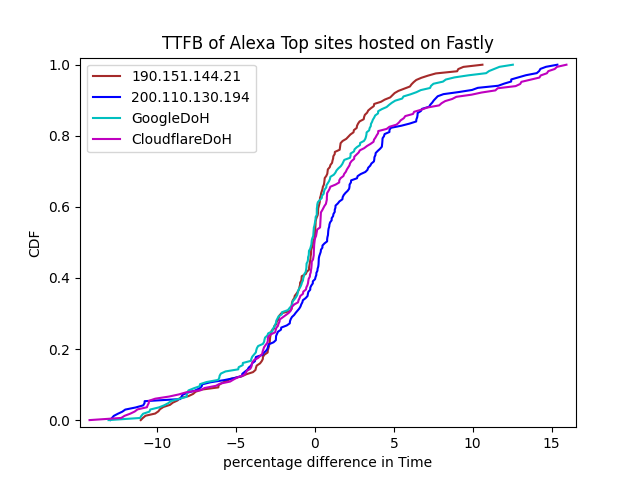 TTFB of Alexa Top sites hosted on Fastly
1.0
0.8
0.6
0.4
0.2
0.0
CDF
190.151.144.21
200.110.130.194
GoogleDoH
CloudflareDoH
−10
−5
0
5
10
15
percentage difference in Time